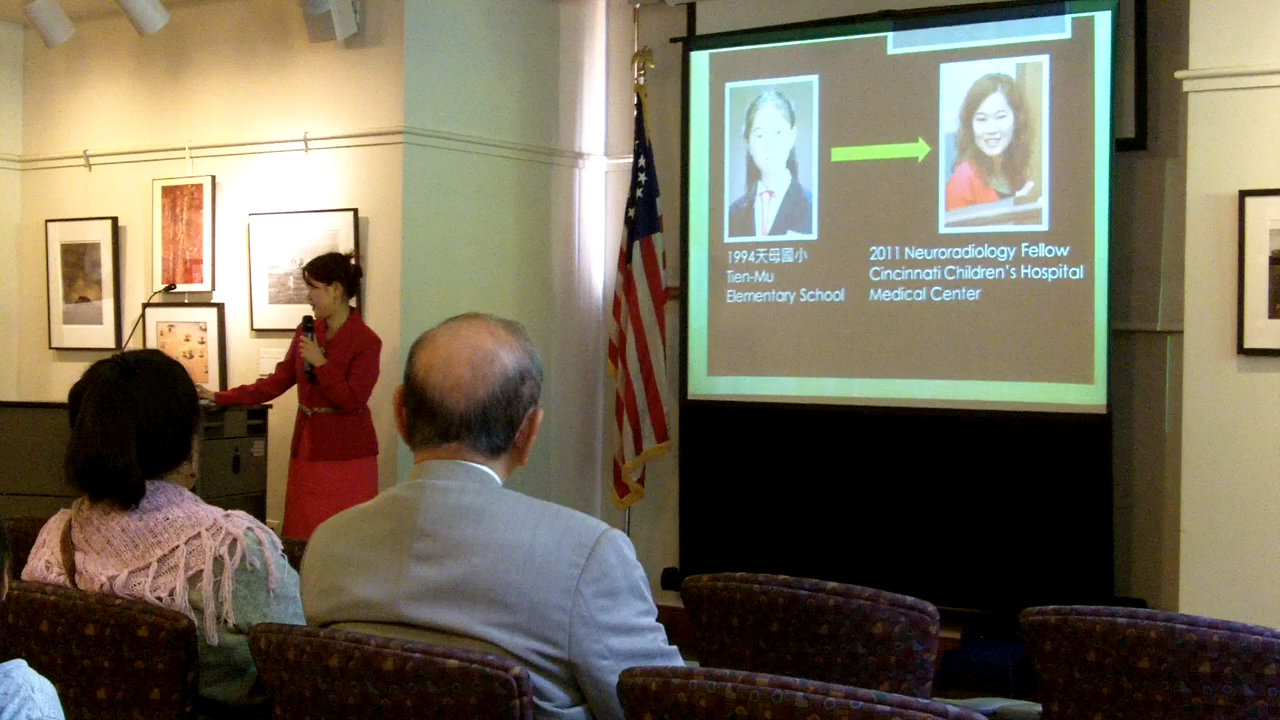 1994天母國小
Tien-Mu
Elementary School
2011 Neuroradiology Fellow
Cincinnati Children's Hospital
Medical Center